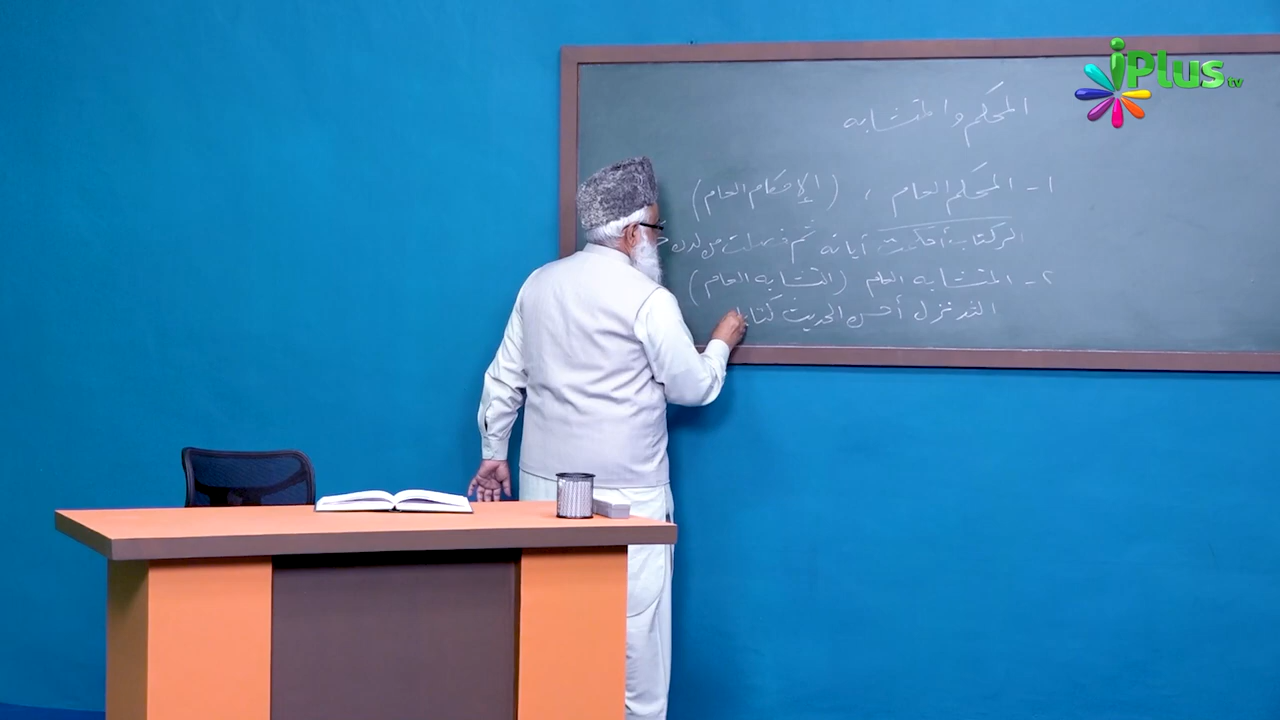 iPlus tv
المحكم والمتشابه
١- المحكم العام ، (الإحكام العام)
الر كتاب أحكمت آياته ثم فصلت من لدن
٢- المتشابه العام (التشابه العام)
الله نزل أحسن الحديث كتابا